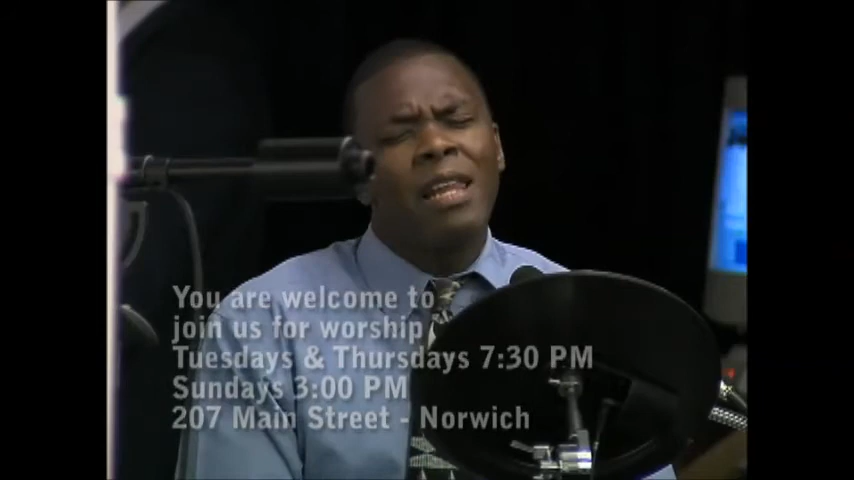 You are welcome to
join us for worship
Tuesdays & Thursdays 7:30 PM
Sundays 3:00 PM
207 Main Street - Norwich